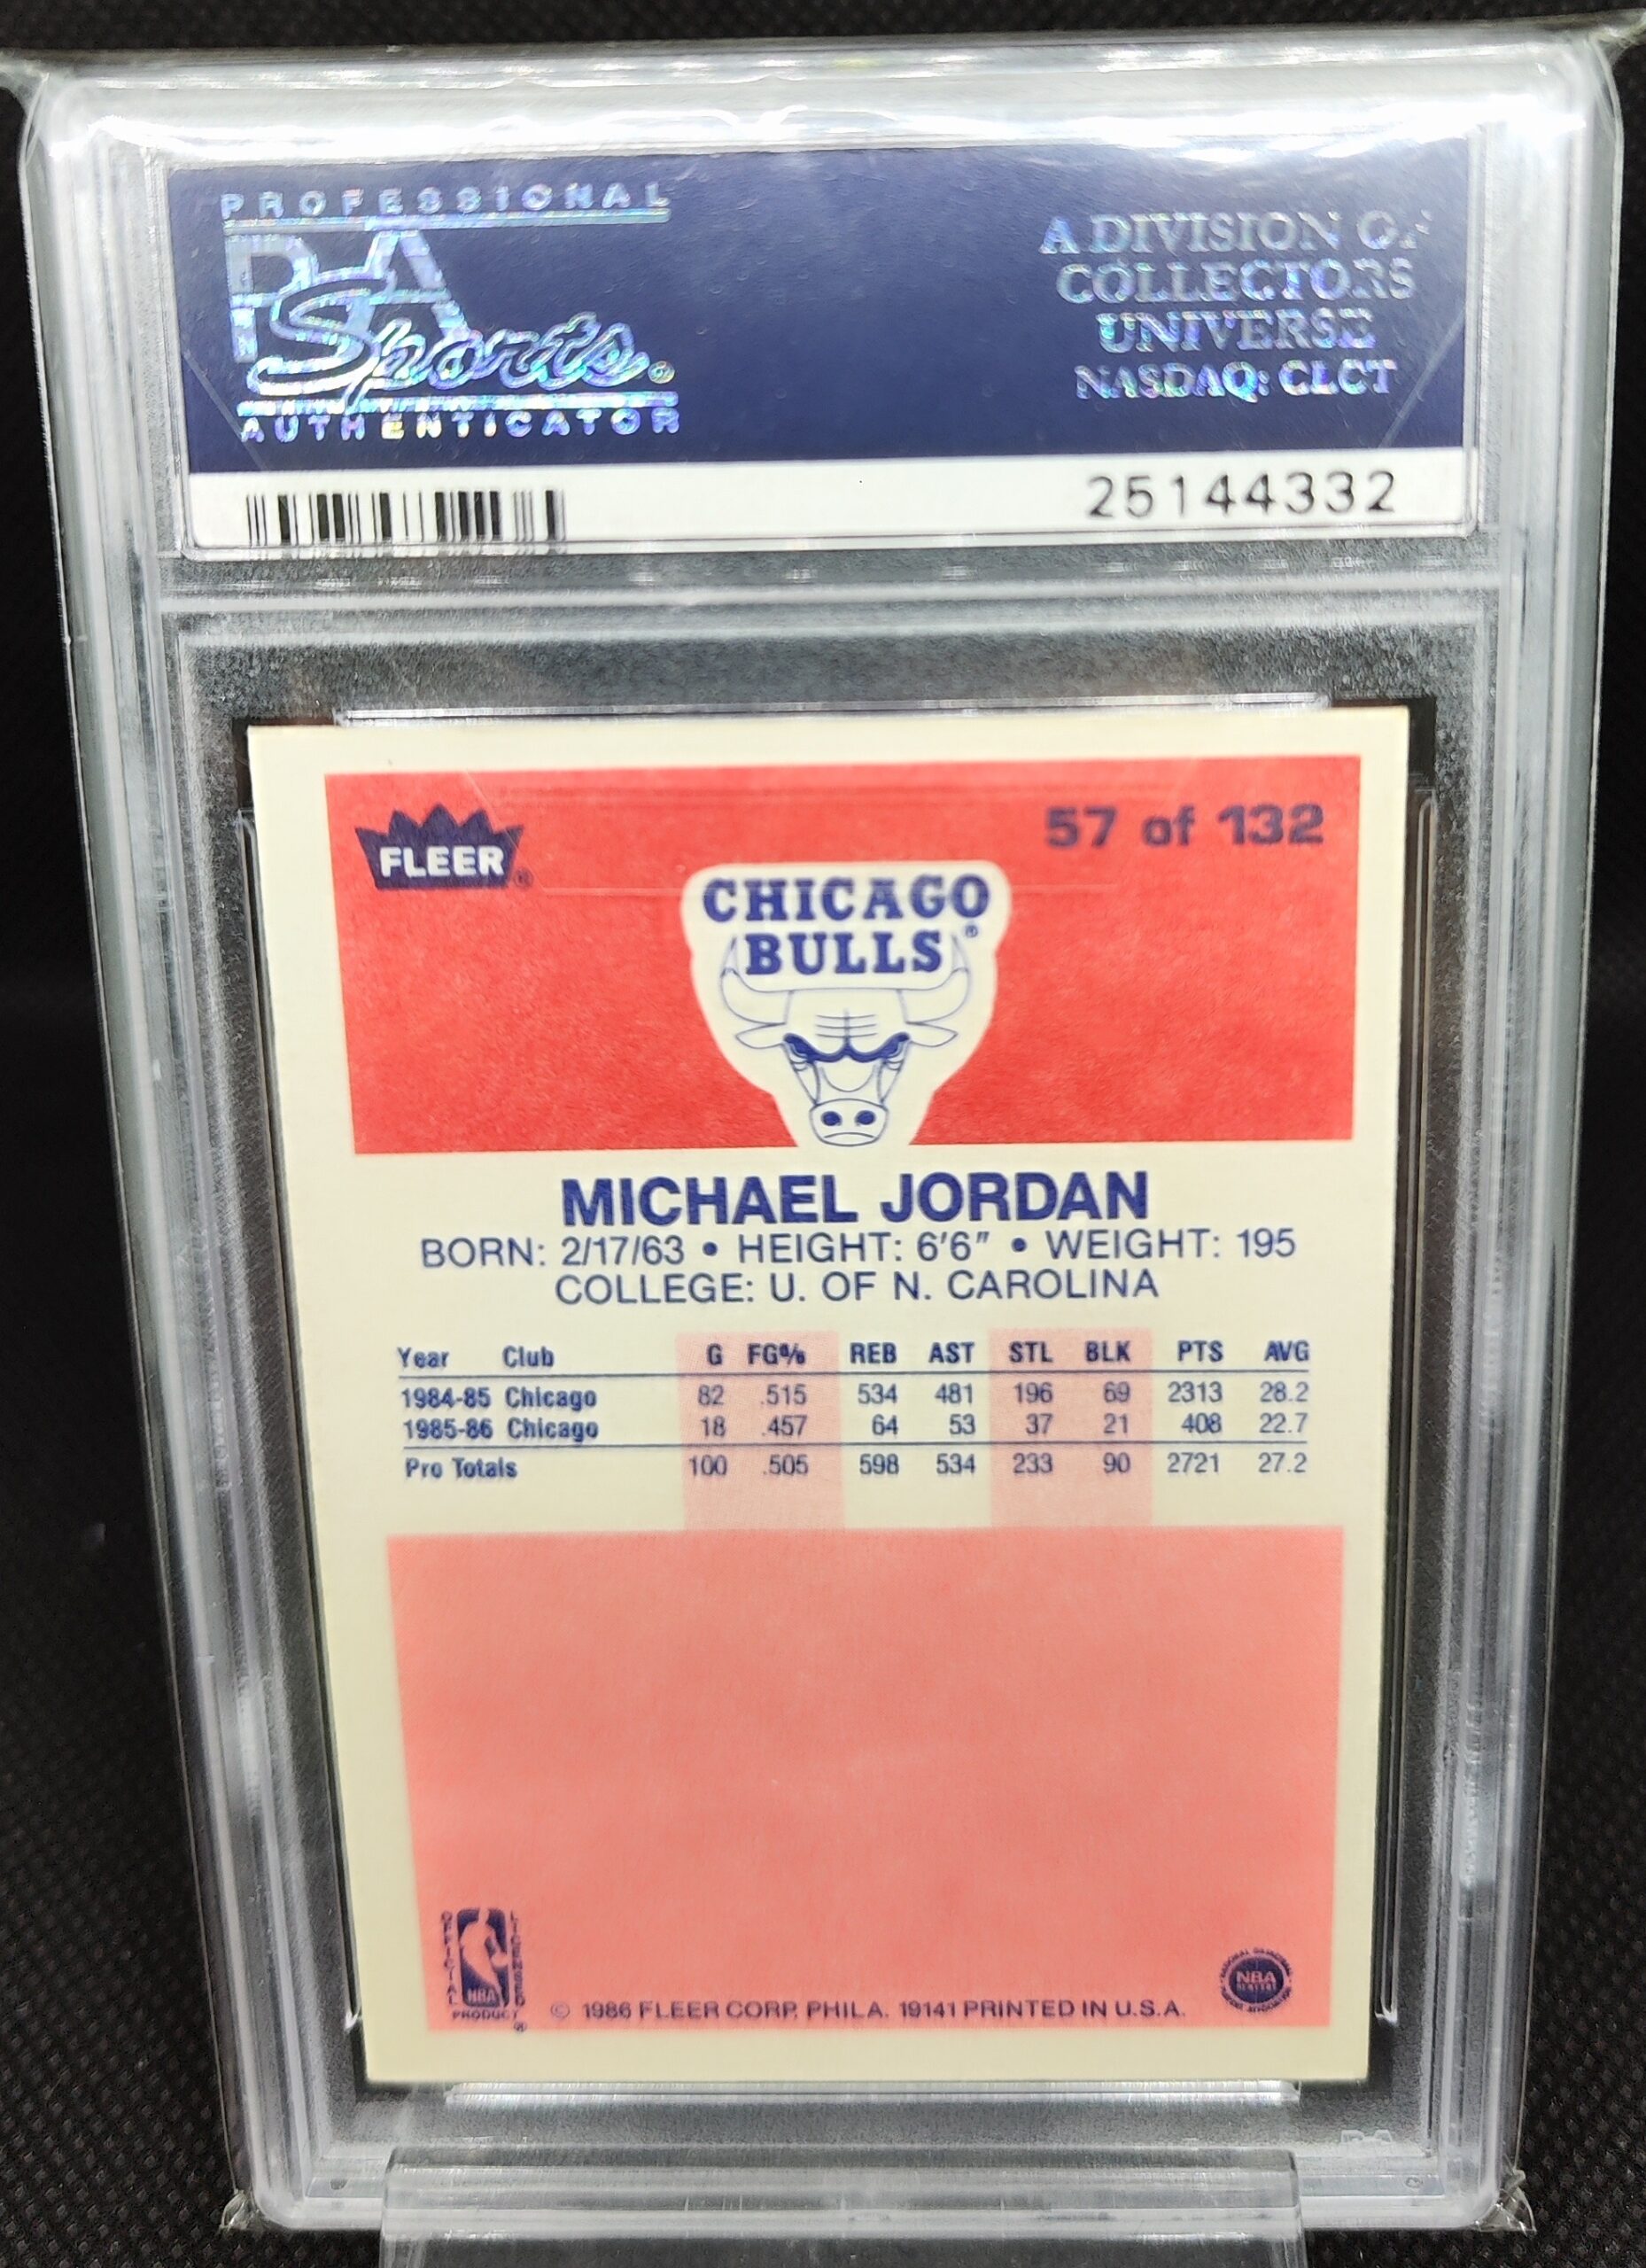 PROFESSIONAL
PSA
Sports®
AUTHENTICATOR
A DIVISION OF
COLLECTORS
UNIVERSE
NASDAQ: CLCT
25144332
FLEER®
57 of 132
CHICAGO
BULLS®
MICHAEL JORDAN
BORN: 2/17/63 • HEIGHT: 6'6" • WEIGHT: 195
COLLEGE: U. OF N. CAROLINA
Year Club G FG% REB AST STL BLK PTS AVG
1984-85 Chicago 82 .515 534 481 196 69 2313 28.2
1985-86 Chicago 18 .457 64 53 37 21 408 22.7
Pro Totals 100 .505 598 534 233 90 2721 27.2
OFFICIAL
NBA
LICENSED
PRODUCT®
© 1986 FLEER CORP. PHILA. 19141 PRINTED IN U.S.A.
NBA
PLAYERS